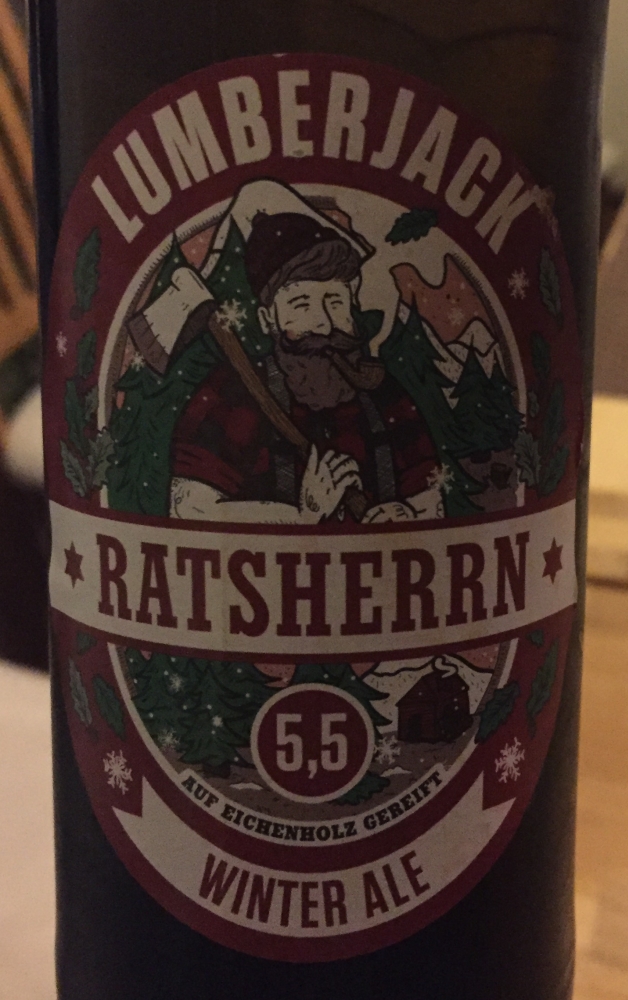 LUMBERJACK
RATSHERRN
5,5
AUF EICHENHOLZ GEREIFT
WINTER ALE